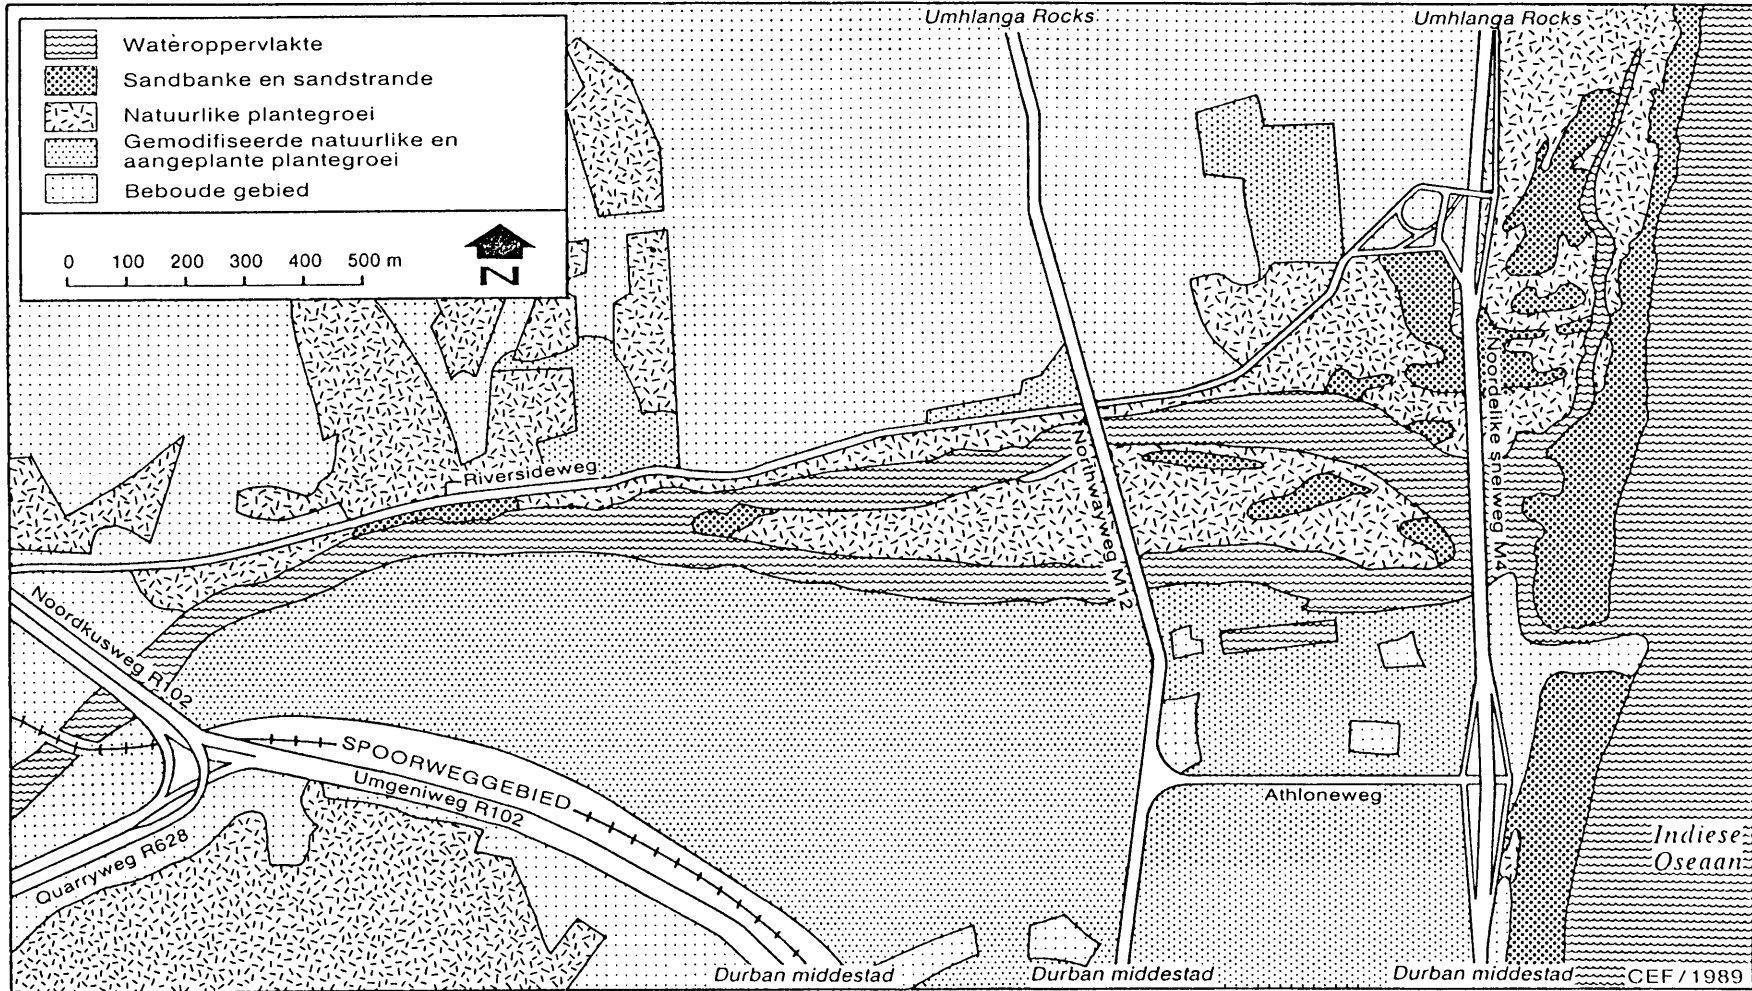 Umhlanga Rocks
Umhlanga Rocks
Wateroppervlakte
Sandbanke en sandstrande
Natuurlike plantegroei
Gemodifiseerde natuurlike en
aangeplante plantegroei
Beboude gebied
0 100 200 300 400 500 m
N
Riversideweg
Northwayweg M12
Noordelike snelweg M4
Noordkusweg R102
SPOORWEGGEBIED
Umgeniweg R102
Quarryweg R628
Athloneweg
Indiese
Oseaan
Durban middestad
Durban middestad
Durban middestad
CEF/1989